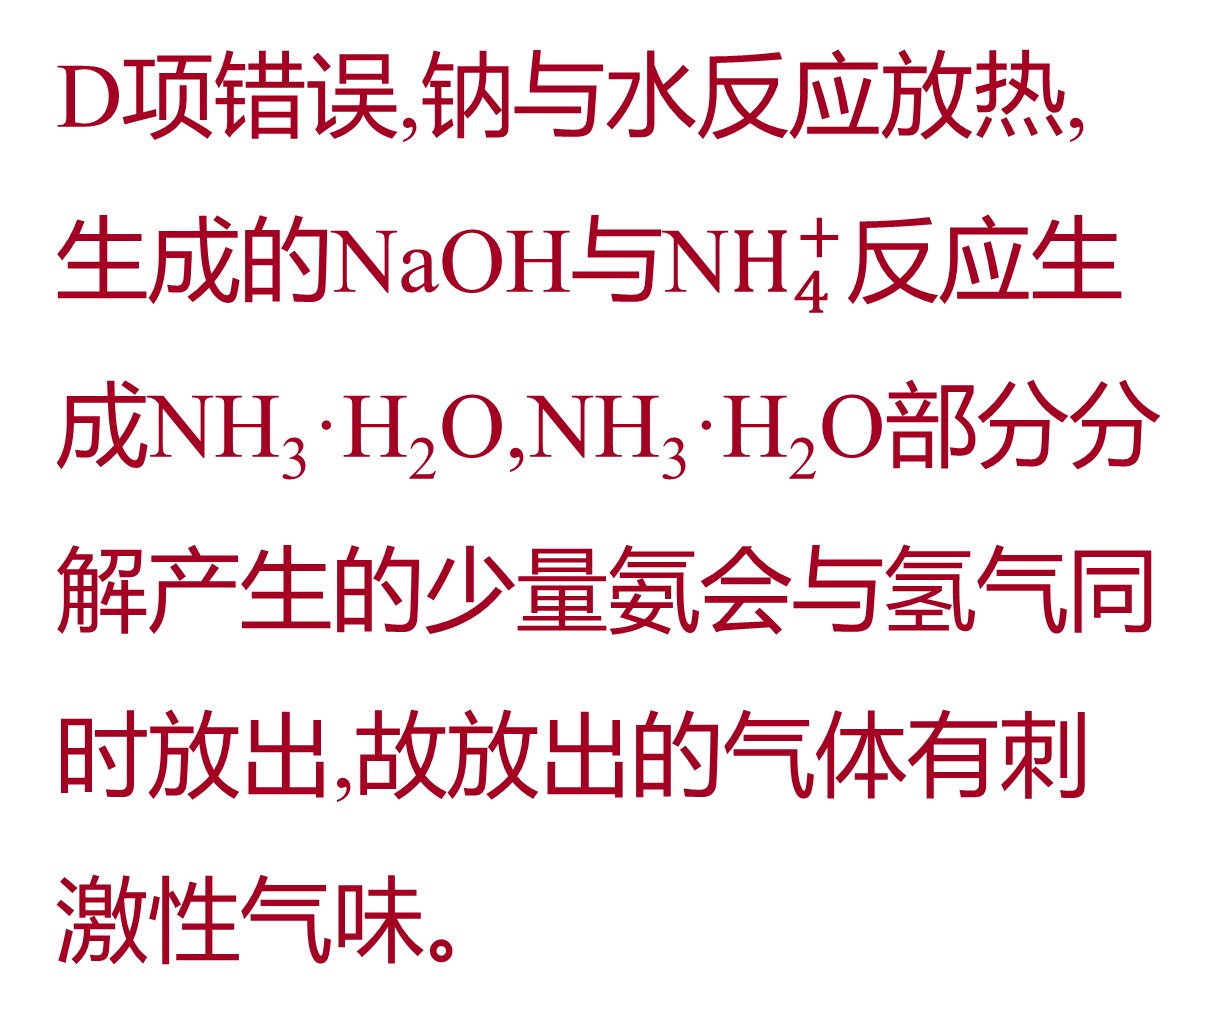 D项错误,钠与水反应放热,
生成的NaOH与NH₄⁺反应生
成NH₃·H₂O,NH₃·H₂O部分分
解产生的少量氨会与氢气同
时放出,故放出的气体有刺
激性气味。